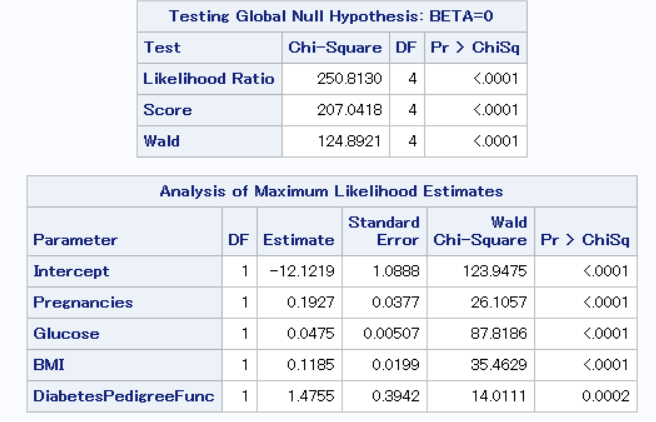 Testing Global Null Hypothesis: BETA=0
Test Chi-Square DF Pr > ChiSq
Likelihood Ratio 250.8130 4 <.0001
Score 207.0418 4 <.0001
Wald 124.8921 4 <.0001
Analysis of Maximum Likelihood Estimates
Parameter DF Estimate Standard Error Wald Chi-Square Pr > ChiSq
Intercept 1 -12.1219 1.0888 123.9475 <.0001
Pregnancies 1 0.1927 0.0377 26.1057 <.0001
Glucose 1 0.0475 0.00507 87.8186 <.0001
BMI 1 0.1185 0.0199 35.4629 <.0001
DiabetesPedigreeFunc 1 1.4755 0.3942 14.0111 0.0002